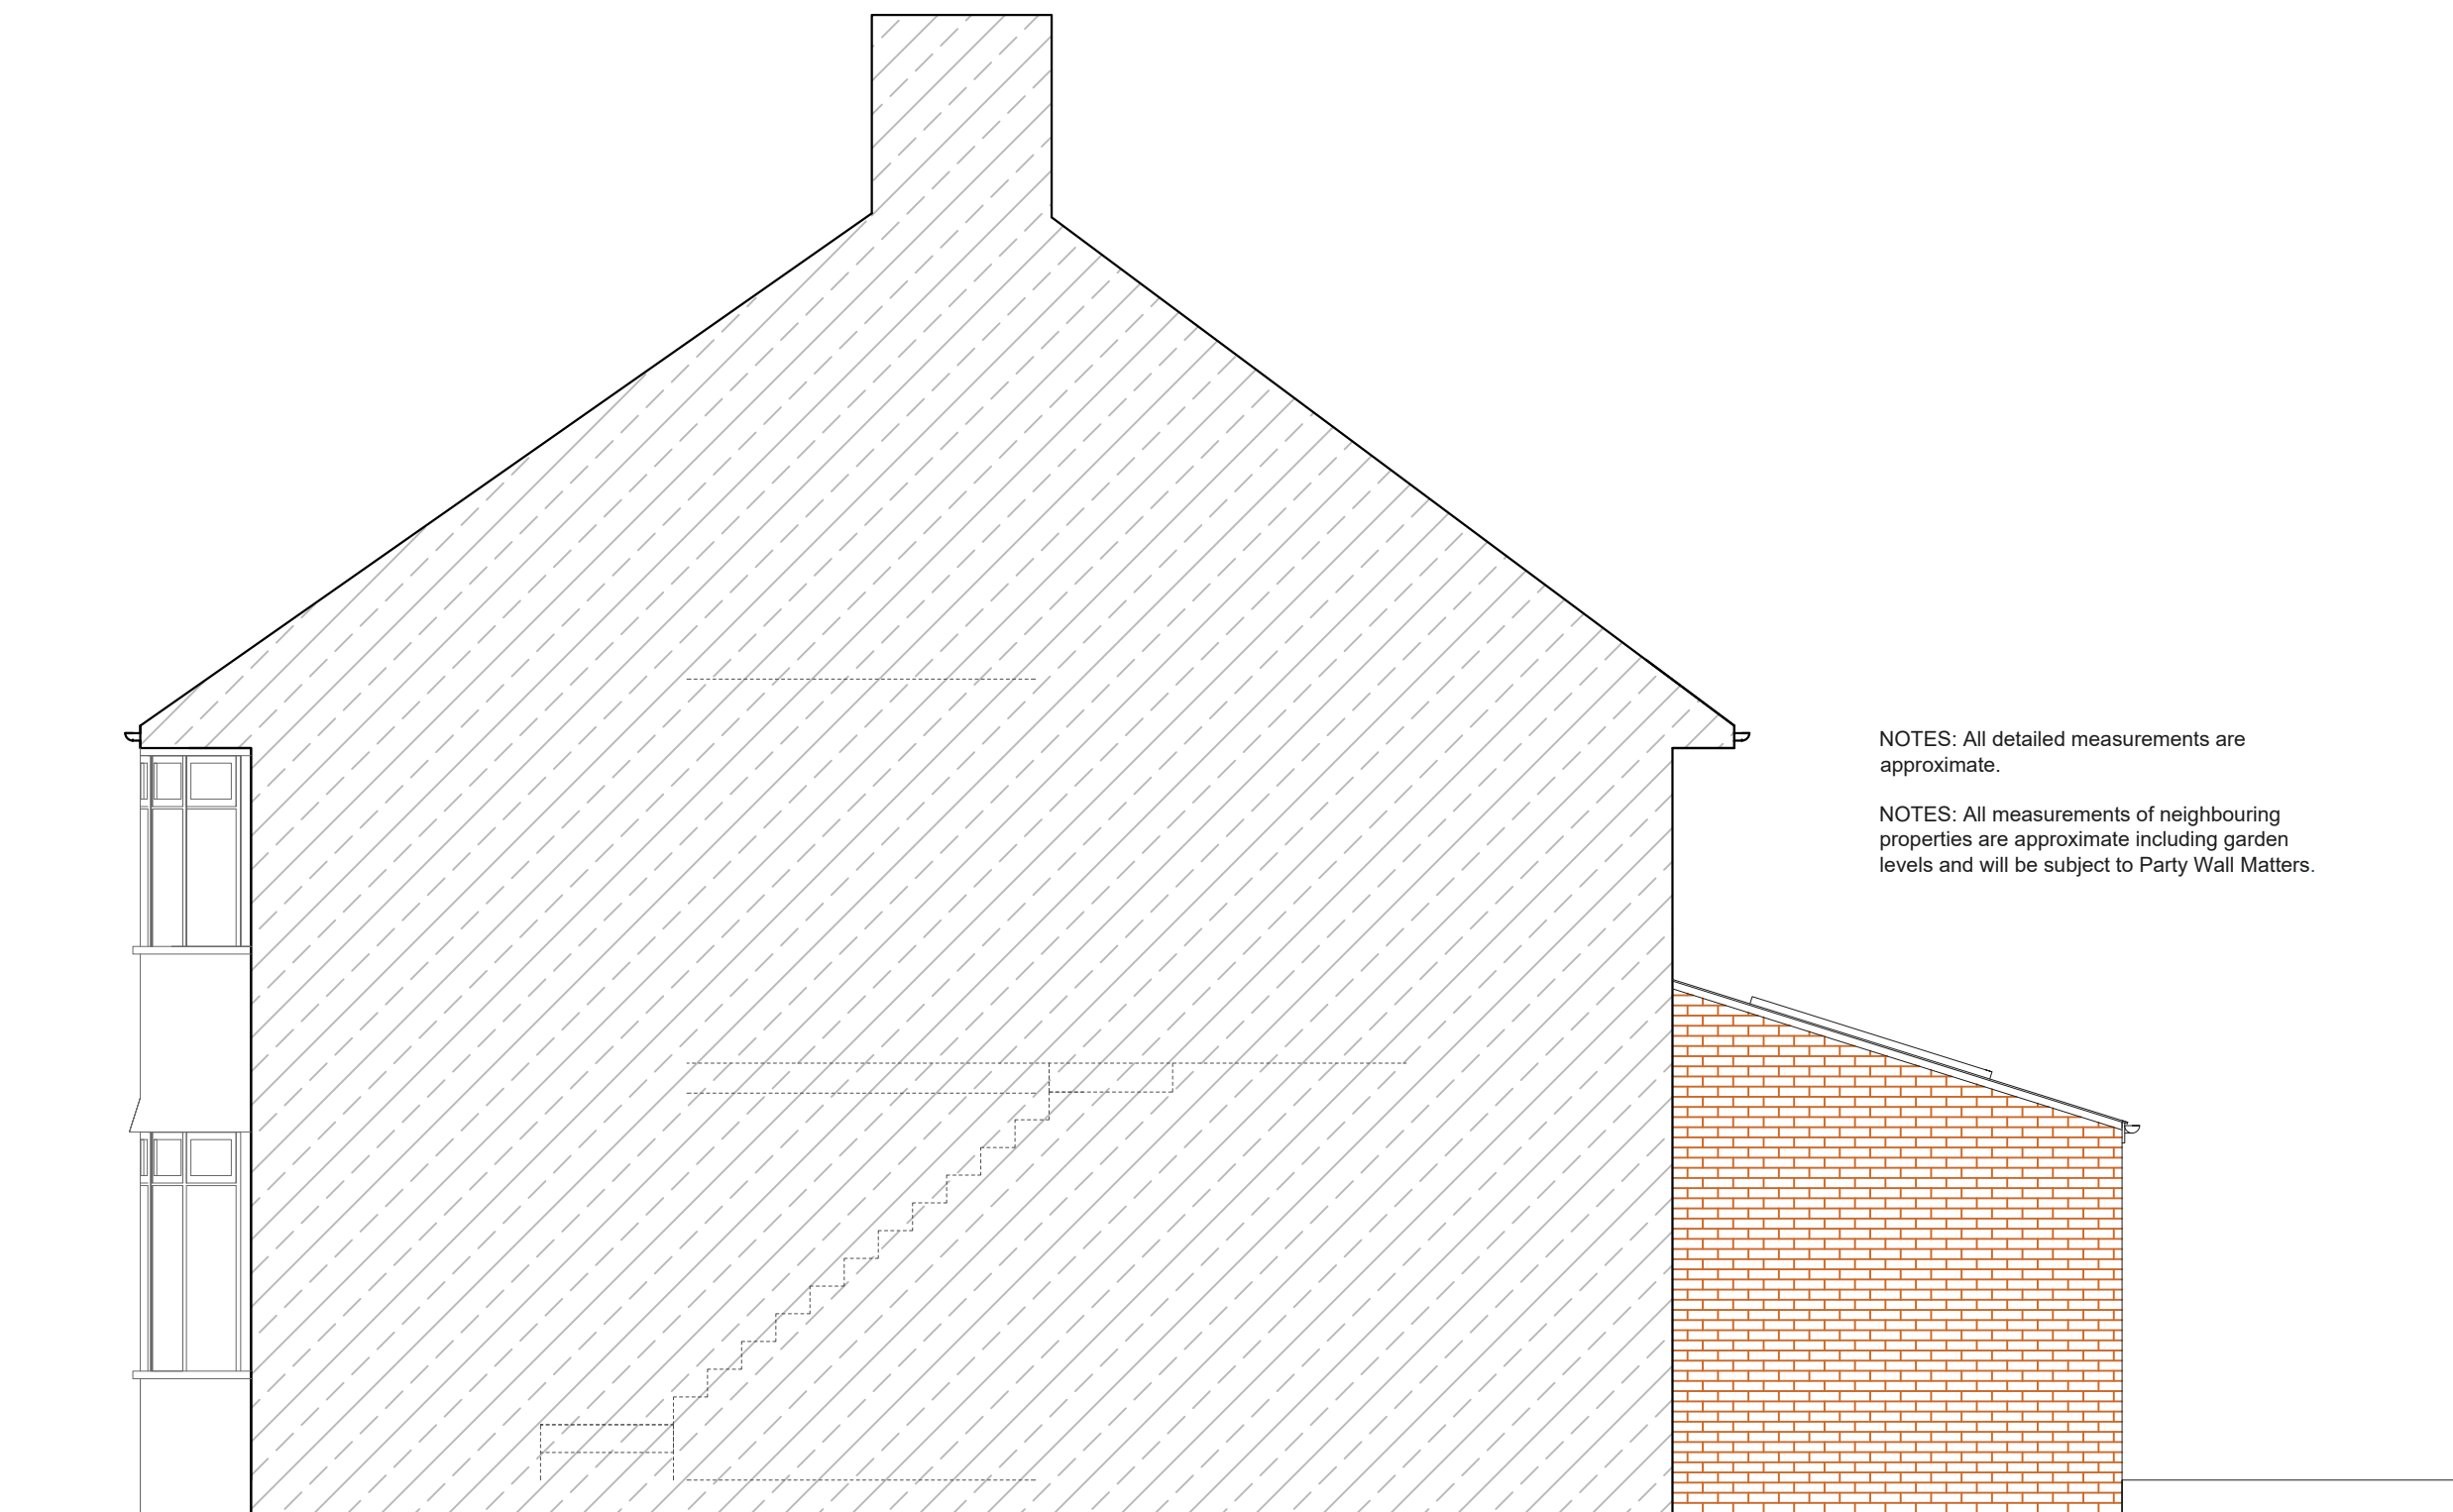 NOTES: All detailed measurements are
approximate.
NOTES: All measurements of neighbouring
properties are approximate including garden
levels and will be subject to Party Wall Matters.